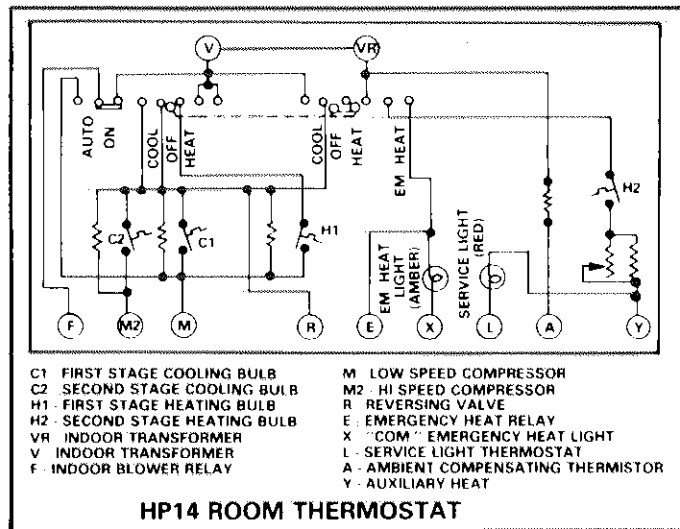 V VR
AUTO ON COOL OFF HEAT COOL OFF HEAT EM HEAT
H2
C2 C1 H1
EM HEAT LIGHT (AMBER)
SERVICE LIGHT (RED)
F M2 M R E X L A Y
C1 FIRST STAGE COOLING BULB
C2 SECOND STAGE COOLING BULB
H1 - FIRST STAGE HEATING BULB
H2 - SECOND STAGE HEATING BULB
VR INDOOR TRANSFORMER
V INDOOR TRANSFORMER
F - INDOOR BLOWER RELAY
M LOW SPEED COMPRESSOR
M2 - HI SPEED COMPRESSOR
R REVERSING VALVE
E - EMERGENCY HEAT RELAY
X "COM" EMERGENCY HEAT LIGHT
L - SERVICE LIGHT THERMOSTAT
A - AMBIENT COMPENSATING THERMISTOR
Y - AUXILIARY HEAT
HP14 ROOM THERMOSTAT